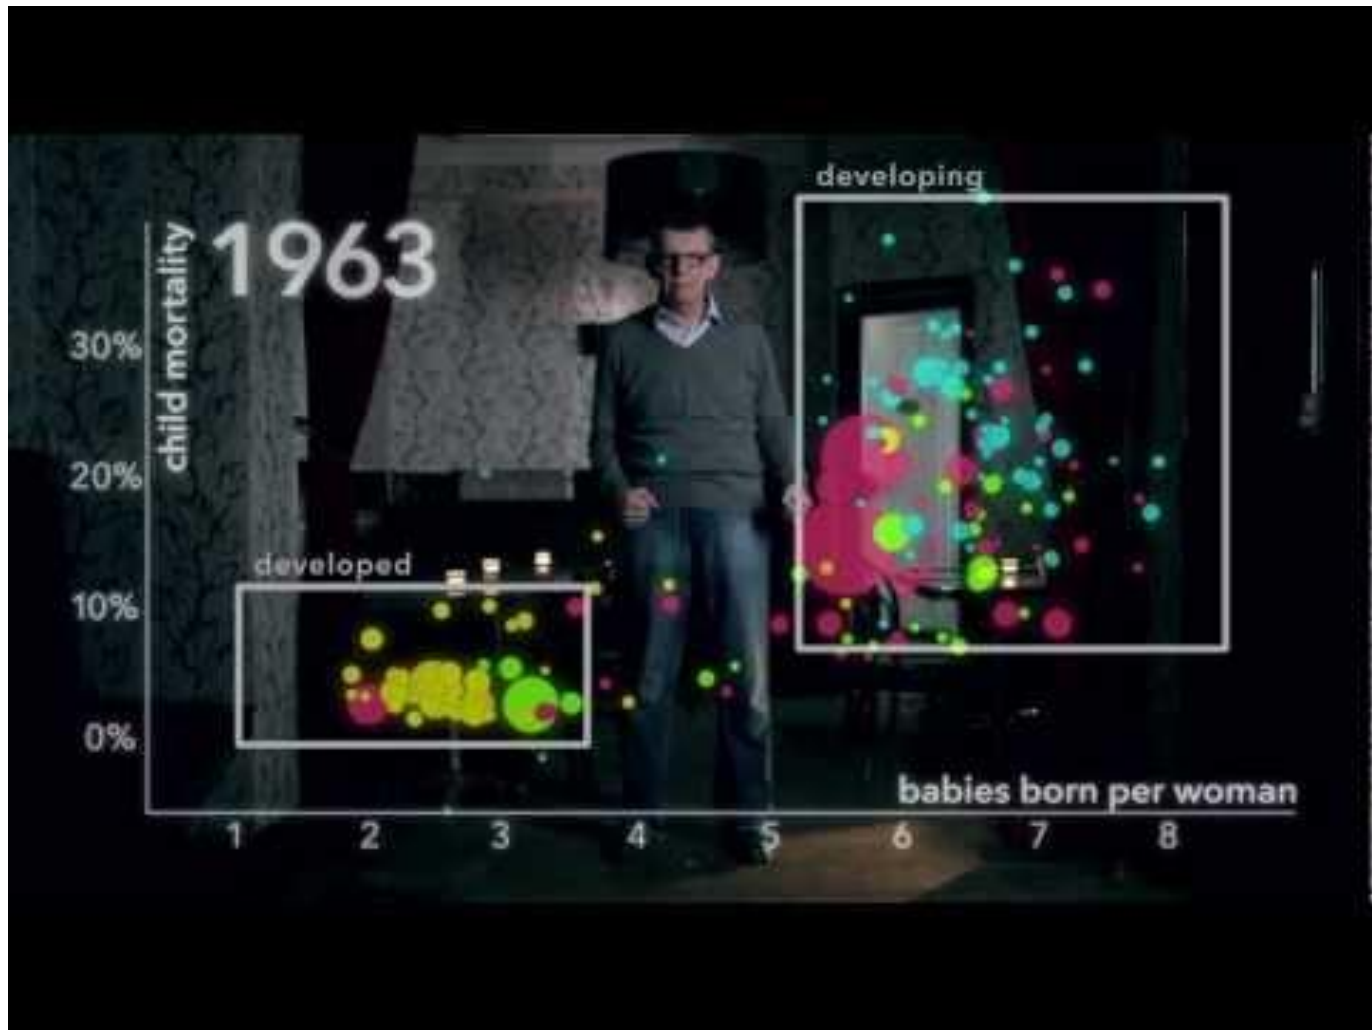 developing
1963
child mortality
30%
20%
10%
0%
developed
babies born per woman
1 2 3 4 5 6 7 8